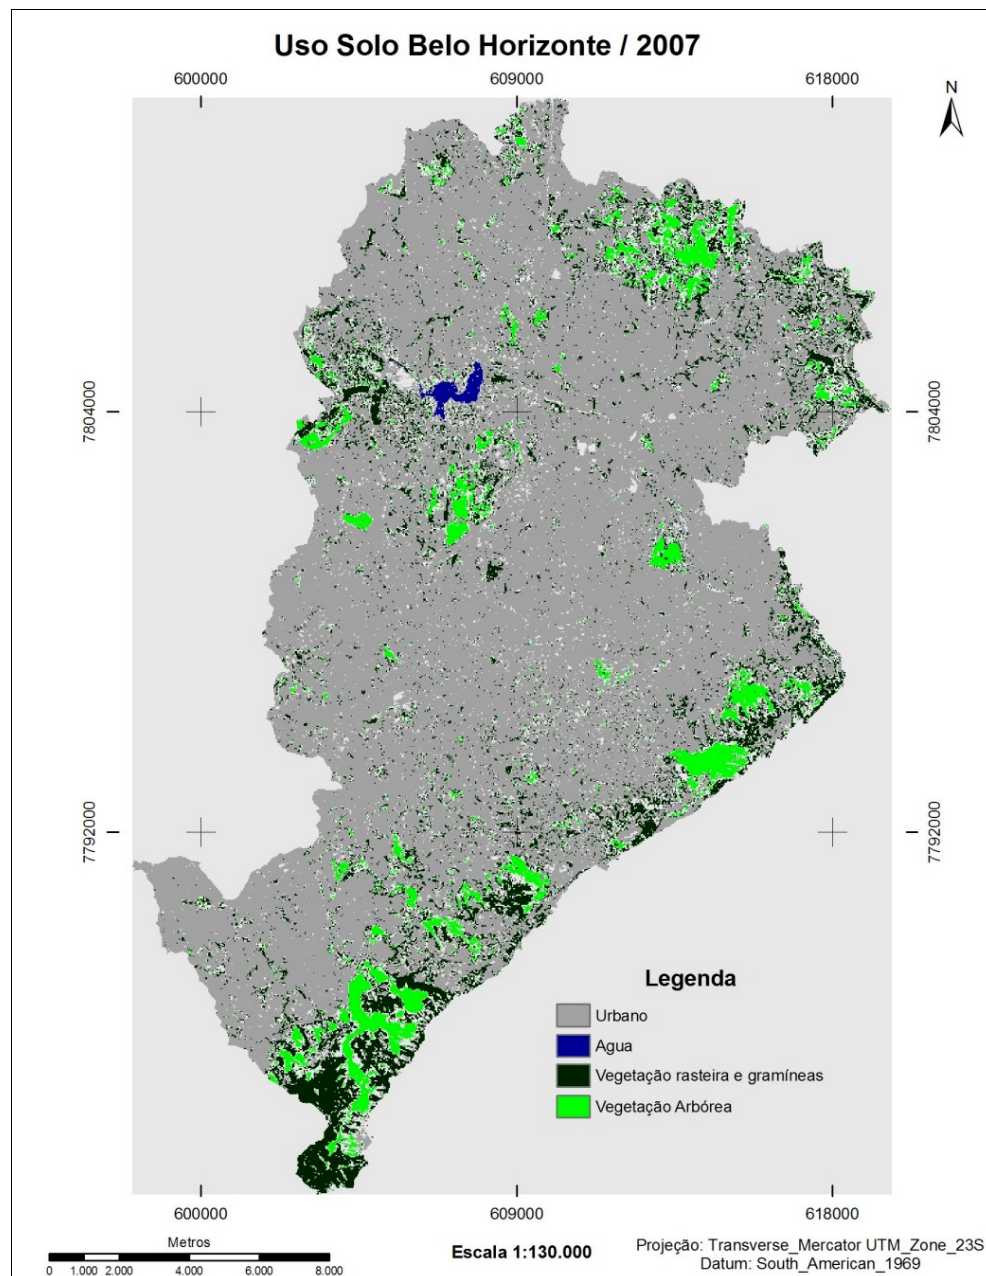 Uso Solo Belo Horizonte / 2007
600000 609000 618000
N
7804000 7804000
7792000 7792000
Legenda
Urbano
Agua
Vegetação rasteira e gramíneas
Vegetação Arbórea
600000 609000 618000
Metros
0 1.000 2.000 4.000 6.000 8.000
Escala 1:130.000
Projeção: Transverse_Mercator UTM_Zone_23S
Datum: South_American_1969